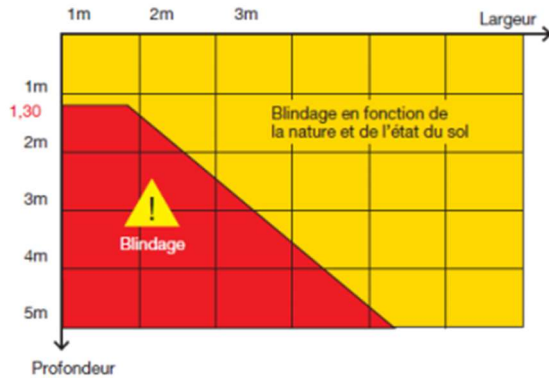 1m 2m 3m
Largeur
1m
1,30
2m
3m
4m
5m
Blindage en fonction de
la nature et de l'état du sol
!
Blindage
Profondeur